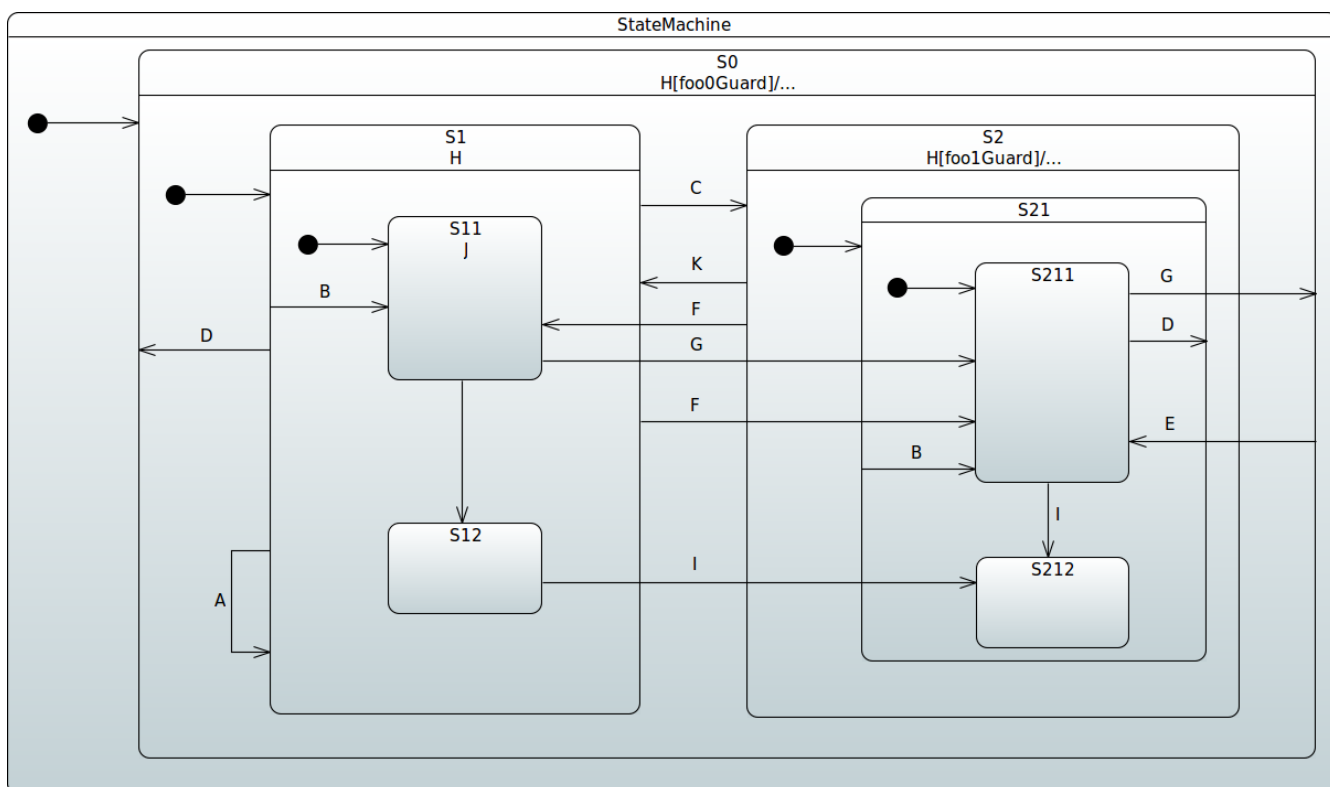 StateMachine
S0
H[foo0Guard]/...
S1
H
S2
H[foo1Guard]/...
C
S21
S11
J
K
S211
G
B
F
D
D
G
F
E
B
I
S12
I
S212
A